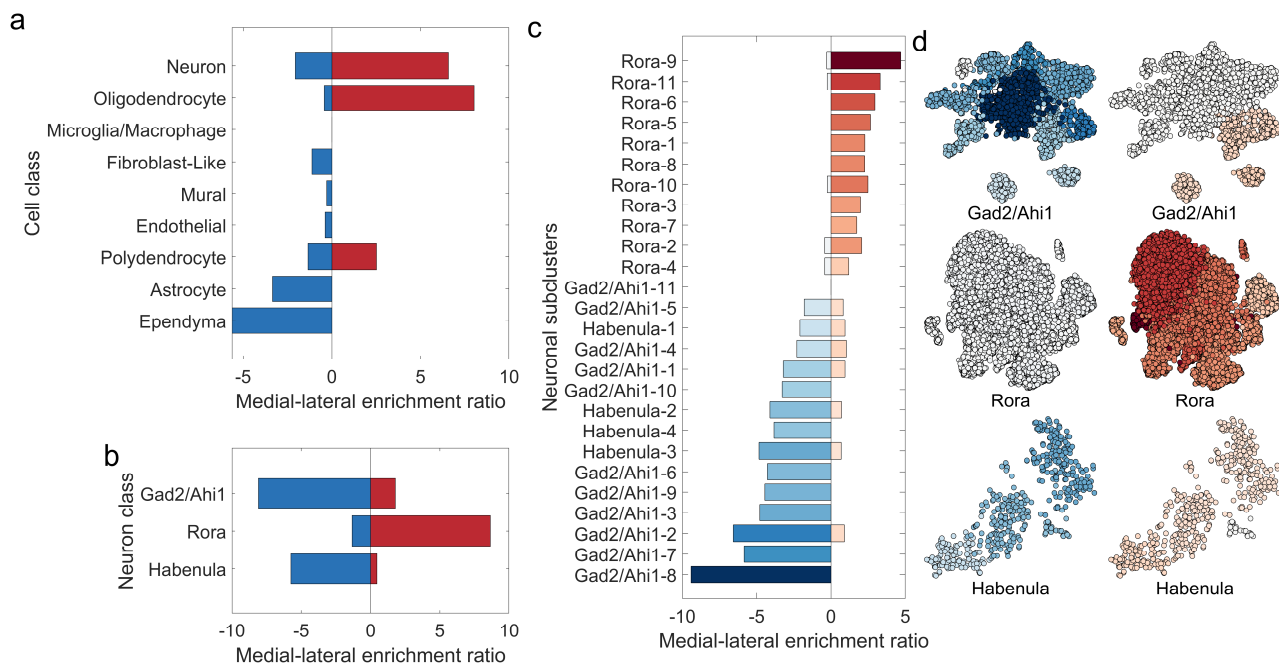 a
Cell class
Neuron
Oligodendrocyte
Microglia/Macrophage
Fibroblast-Like
Mural
Endothelial
Polydendrocyte
Astrocyte
Ependyma
-5 0 5 10
Medial-lateral enrichment ratio
b
Neuron class
Gad2/Ahi1
Rora
Habenula
-10 -5 0 5 10
Medial-lateral enrichment ratio
c
Neuronal subclusters
Rora-9
Rora-11
Rora-6
Rora-5
Rora-1
Rora-8
Rora-10
Rora-3
Rora-7
Rora-2
Rora-4
Gad2/Ahi1-11
Gad2/Ahi1-5
Habenula-1
Gad2/Ahi1-4
Gad2/Ahi1-1
Gad2/Ahi1-10
Habenula-2
Habenula-4
Habenula-3
Gad2/Ahi1-6
Gad2/Ahi1-9
Gad2/Ahi1-3
Gad2/Ahi1-2
Gad2/Ahi1-7
Gad2/Ahi1-8
-10 -5 0 5
Medial-lateral enrichment ratio
d
Gad2/Ahi1 Gad2/Ahi1
Rora Rora
Habenula Habenula